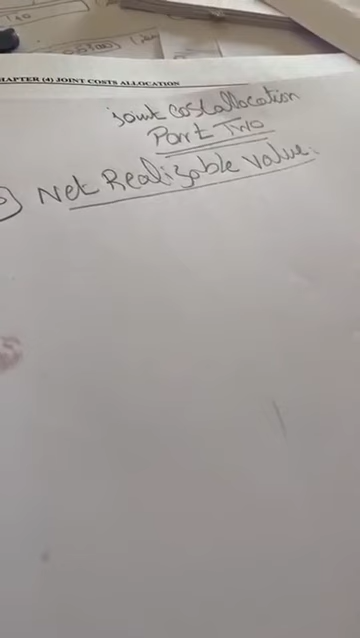 CHAPTER (4) JOINT COSTS ALLOCATION
joint cost allocation
Part Two
Net Realizable Value: